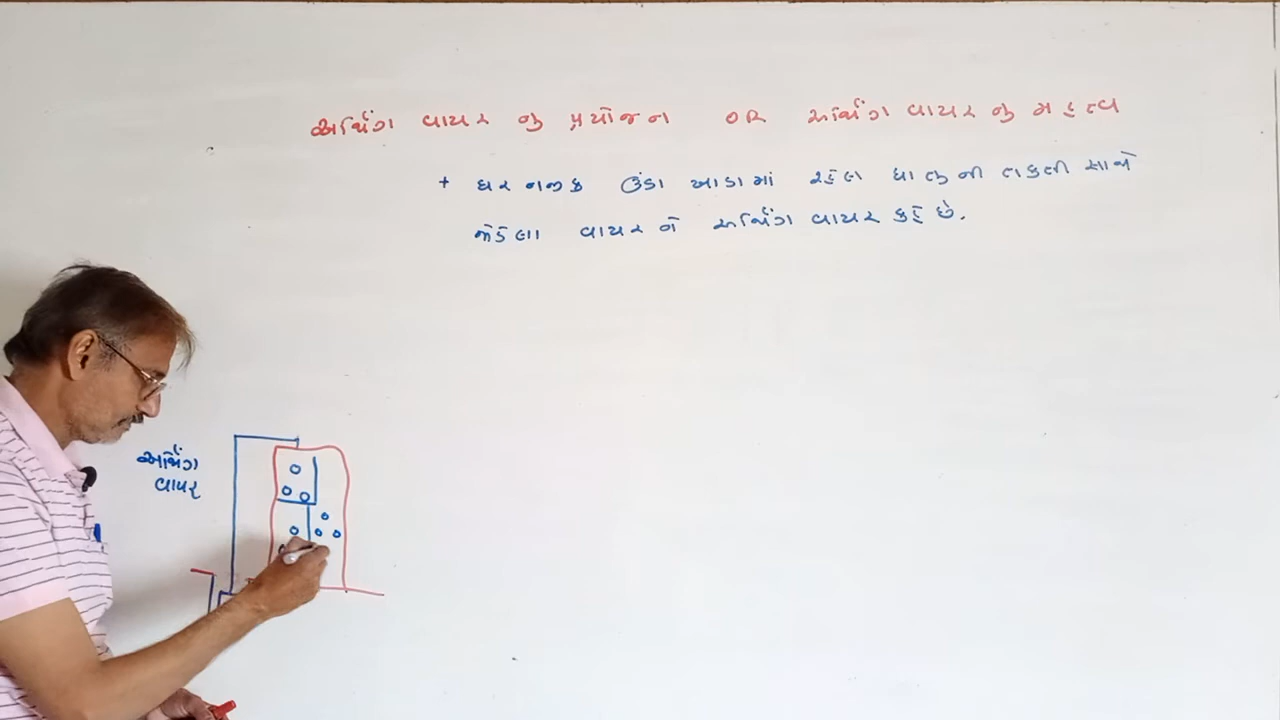 અર્થિંગ વાયર નું પ્રયોજન OR અર્થિંગ વાયર નું મહત્વ
+ ઘર નજીક ઉંડા ખાડા માં રહેલ ધાતુ ની તકતી સાથે
જોડેલા વાયર ને અર્થિંગ વાયર કહે છે.
અર્થિંગ
વાયર